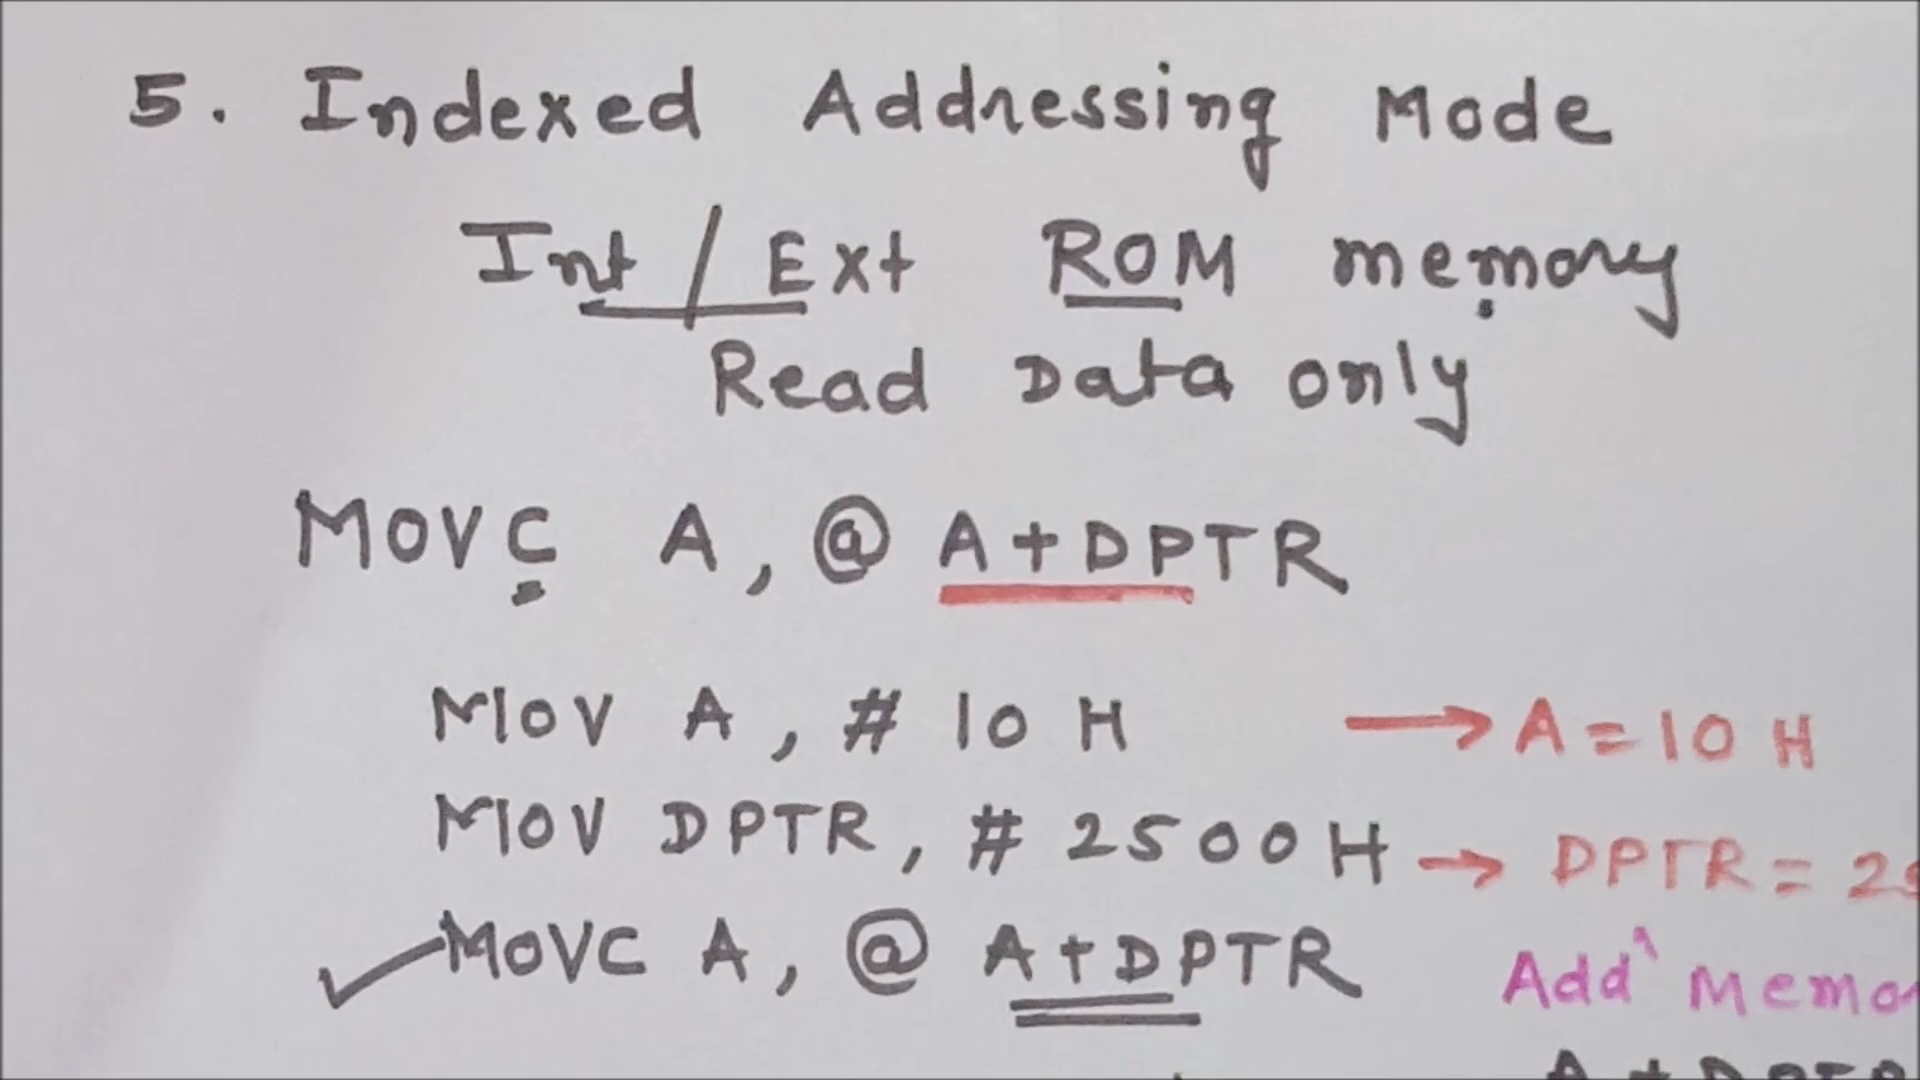 5. Indexed Addressing Mode
Int / Ext ROM memory
Read Data only
MOVC A, @ A+DPTR
MOV A, # 10 H → A = 10 H
MOV DPTR, # 2500 H → DPTR = 2
✓ MOVC A, @ A+DPTR
Add Memo
A + DPTR